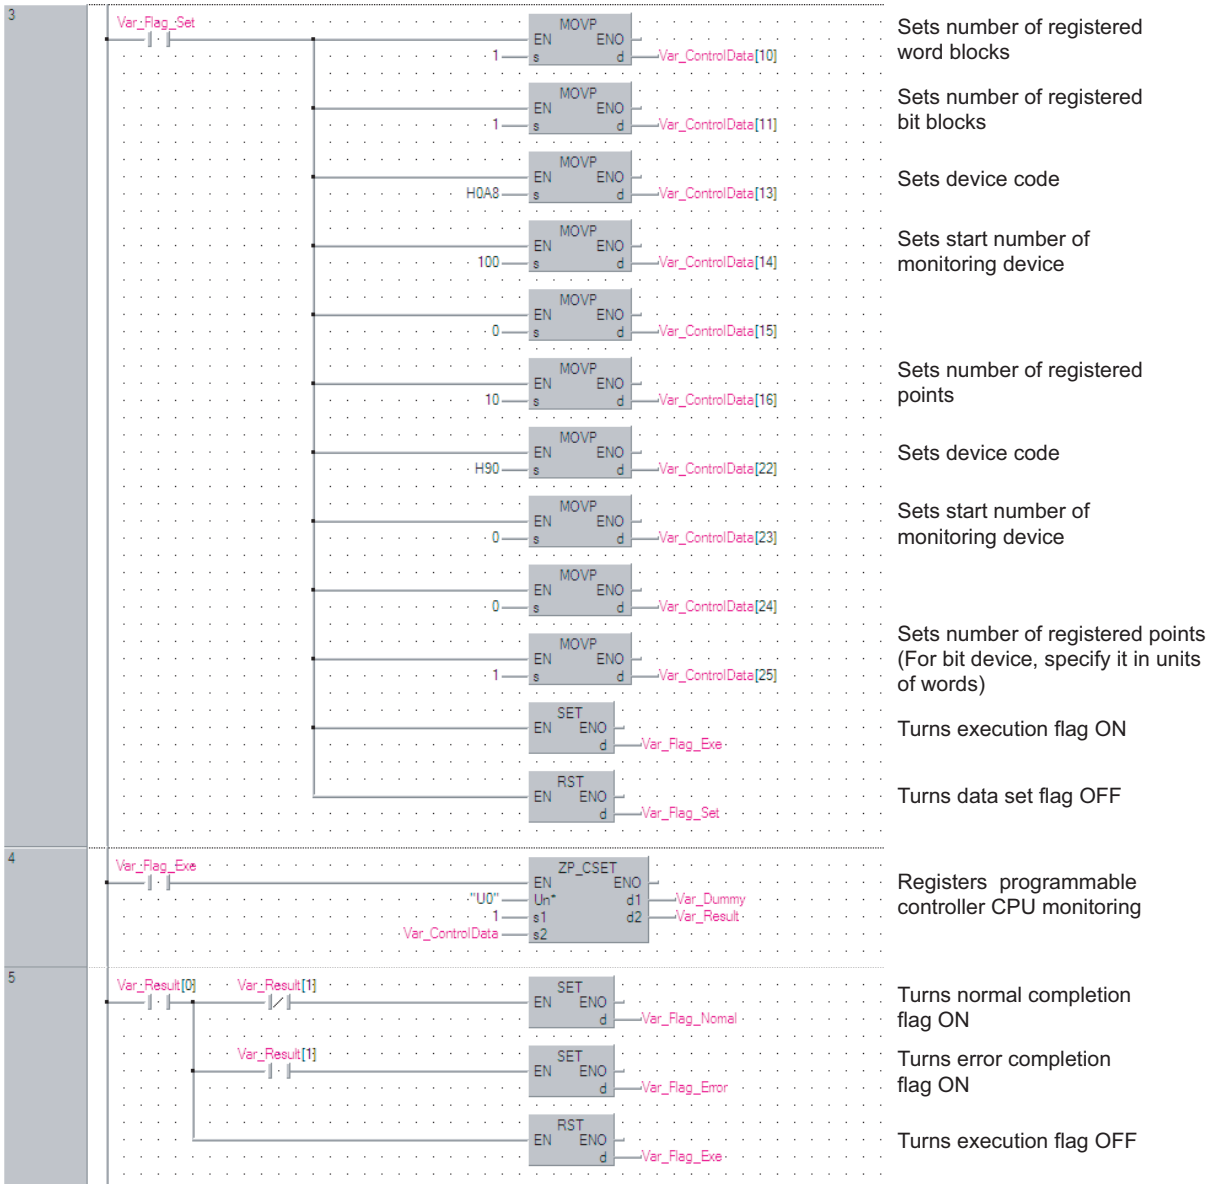 3
Var_Flag_Set
MOVP
EN ENO
1 s d Var_ControlData[10]
Sets number of registered
word blocks
MOVP
EN ENO
1 s d Var_ControlData[11]
Sets number of registered
bit blocks
MOVP
EN ENO
H0A8 s d Var_ControlData[13]
Sets device code
MOVP
EN ENO
100 s d Var_ControlData[14]
Sets start number of
monitoring device
MOVP
EN ENO
0 s d Var_ControlData[15]
MOVP
EN ENO
10 s d Var_ControlData[16]
Sets number of registered
points
MOVP
EN ENO
H90 s d Var_ControlData[22]
Sets device code
MOVP
EN ENO
0 s d Var_ControlData[23]
Sets start number of
monitoring device
MOVP
EN ENO
0 s d Var_ControlData[24]
MOVP
EN ENO
1 s d Var_ControlData[25]
Sets number of registered points
(For bit device, specify it in units
of words)
SET
EN ENO
d Var_Flag_Exe
Turns execution flag ON
RST
EN ENO
d Var_Flag_Set
Turns data set flag OFF
4
Var_Flag_Exe
ZP_CSET
EN ENO
"U0" Un* d1 Var_Dummy
1 s1 d2 Var_Result
Var_ControlData s2
Registers programmable
controller CPU monitoring
5
Var_Result[0] Var_Result[1]
SET
EN ENO
d Var_Flag_Nomal
Turns normal completion
flag ON
Var_Result[1]
SET
EN ENO
d Var_Flag_Error
Turns error completion
flag ON
RST
EN ENO
d Var_Flag_Exe
Turns execution flag OFF